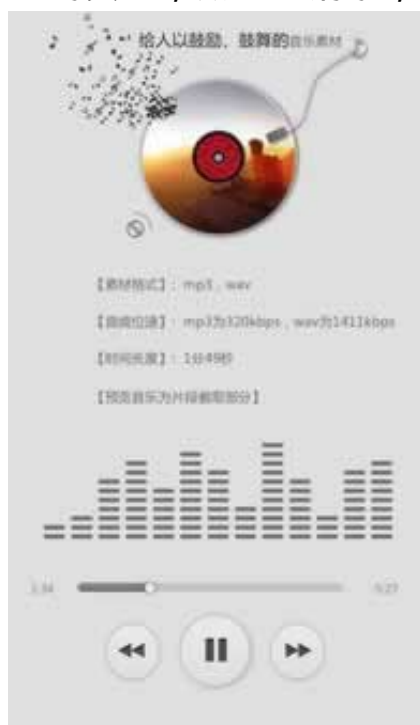 给人以鼓励、鼓舞的音乐素材
【素材格式】：mp3，wav
【音频位速】：mp3为320kbps，wav为1411kbps
【时间长度】：1分49秒
【预览音乐为片段截取部分】